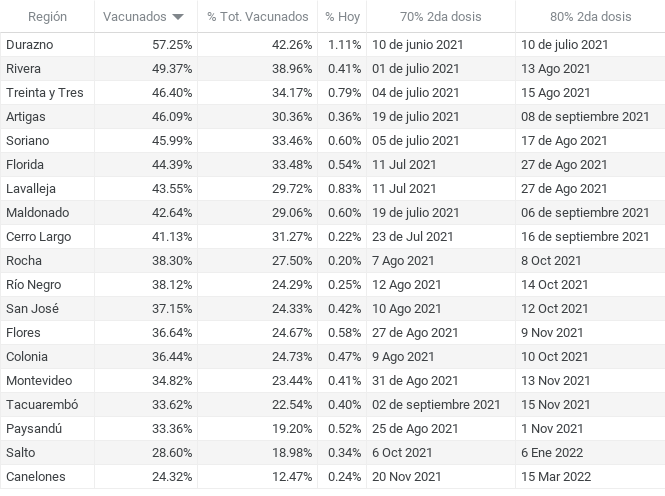 Región Vacunados % Tot. Vacunados % Hoy 70% 2da dosis 80% 2da dosis
Durazno 57.25% 42.26% 1.11% 10 de junio 2021 10 de julio 2021
Rivera 49.37% 38.96% 0.41% 01 de julio 2021 13 Ago 2021
Treinta y Tres 46.40% 34.17% 0.79% 04 de julio 2021 15 Ago 2021
Artigas 46.09% 30.36% 0.36% 19 de julio 2021 08 de septiembre 2021
Soriano 45.99% 33.46% 0.60% 05 de julio 2021 17 de Ago 2021
Florida 44.39% 33.48% 0.54% 11 Jul 2021 27 de Ago 2021
Lavalleja 43.55% 29.72% 0.83% 11 Jul 2021 27 de Ago 2021
Maldonado 42.64% 29.06% 0.60% 19 de julio 2021 06 de septiembre 2021
Cerro Largo 41.13% 31.27% 0.22% 23 de Jul 2021 16 de septiembre 2021
Rocha 38.30% 27.50% 0.20% 7 Ago 2021 8 Oct 2021
Río Negro 38.12% 24.29% 0.25% 12 Ago 2021 14 Oct 2021
San José 37.15% 24.33% 0.42% 10 Ago 2021 12 Oct 2021
Flores 36.64% 24.67% 0.58% 27 de Ago 2021 9 Nov 2021
Colonia 36.44% 24.73% 0.47% 9 Ago 2021 10 Oct 2021
Montevideo 34.82% 23.44% 0.41% 31 de Ago 2021 13 Nov 2021
Tacuarembó 33.62% 22.54% 0.40% 02 de septiembre 2021 15 Nov 2021
Paysandú 33.36% 19.20% 0.52% 25 de Ago 2021 1 Nov 2021
Salto 28.60% 18.98% 0.34% 6 Oct 2021 6 Ene 2022
Canelones 24.32% 12.47% 0.24% 20 Nov 2021 15 Mar 2022